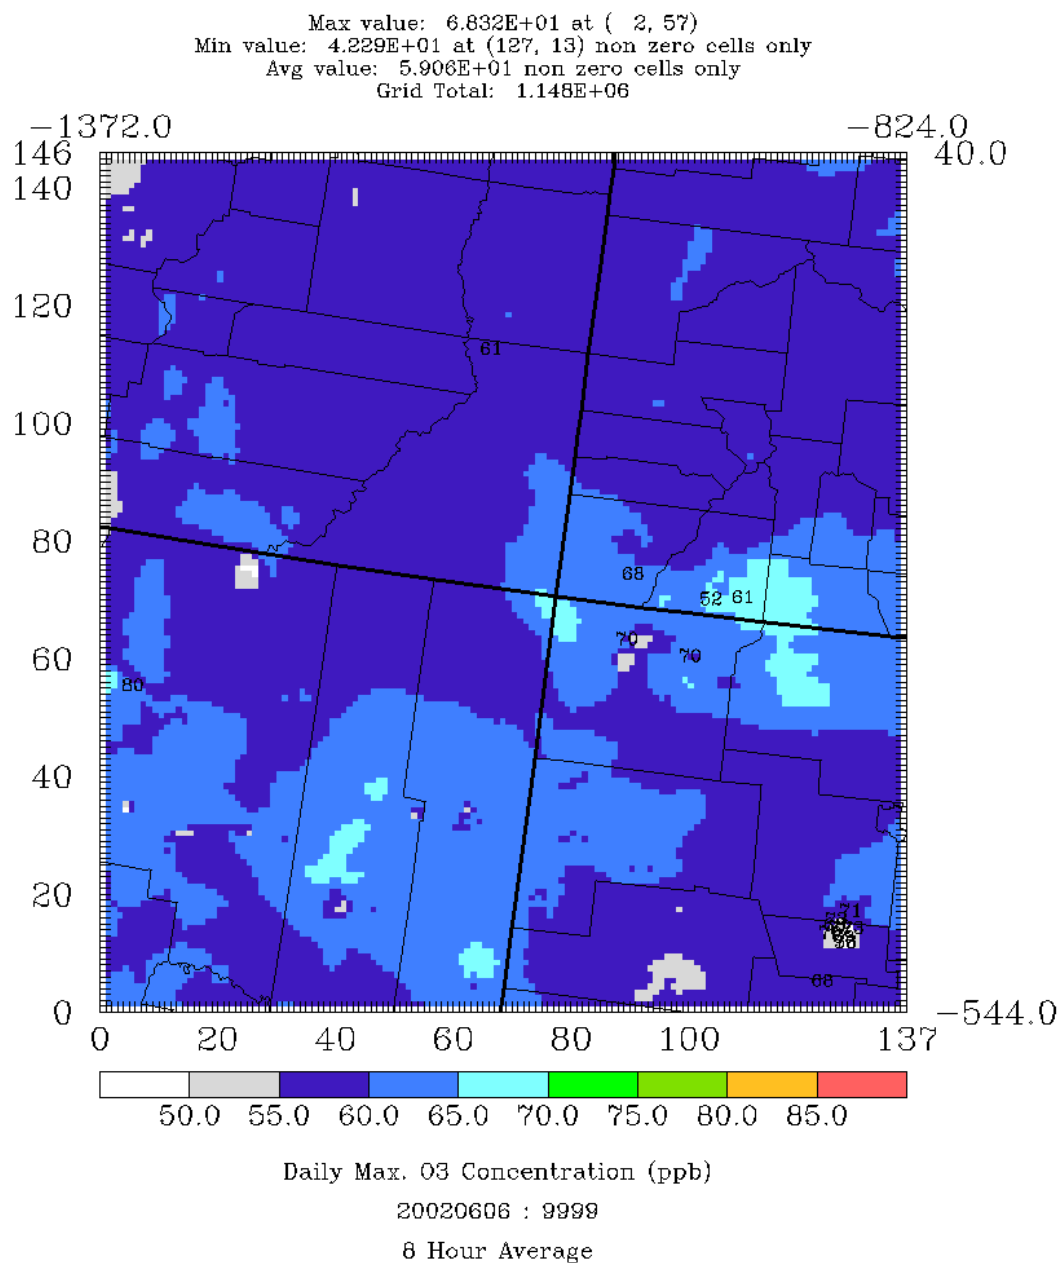 Max value: 6.832E+01 at ( 2, 57)
Min value: 4.229E+01 at (127, 13) non zero cells only
Avg value: 5.906E+01 non zero cells only
Grid Total: 1.148E+06
−1372.0 −824.0
146 40.0
140
120
61
100
80
68
52 61
70
60
70
80
40
20
71
68
0 −544.0
0 20 40 60 80 100 137
50.0 55.0 60.0 65.0 70.0 75.0 80.0 85.0
Daily Max. O3 Concentration (ppb)
20020606 : 9999
8 Hour Average